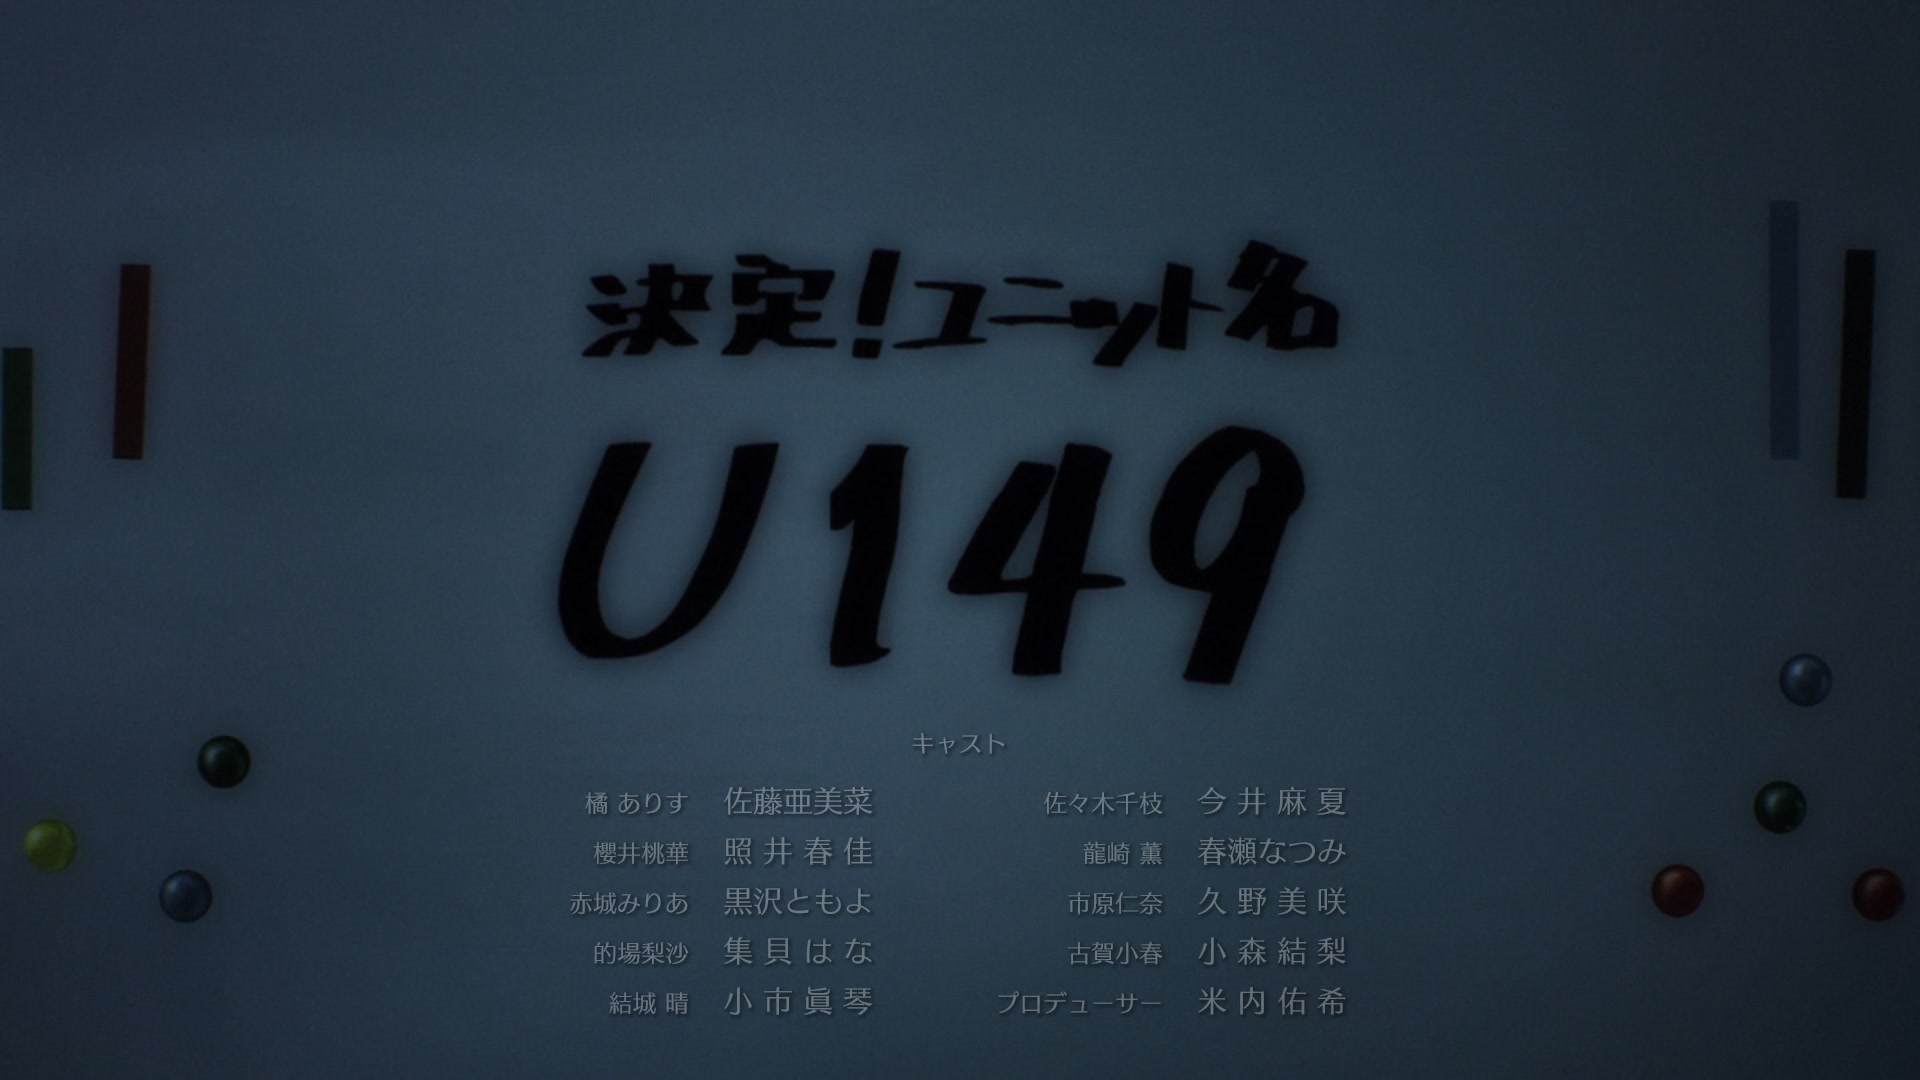 決定!ユニット名
U149
キャスト
橘 ありす 佐藤亜美菜 佐々木千枝 今井麻夏
櫻井桃華 照井春佳 龍崎 薫 春瀬なつみ
赤城みりあ 黒沢ともよ 市原仁奈 久野美咲
的場梨沙 集貝はな 古賀小春 小森結梨
結城 晴 小市眞琴 プロデューサー 米内佑希